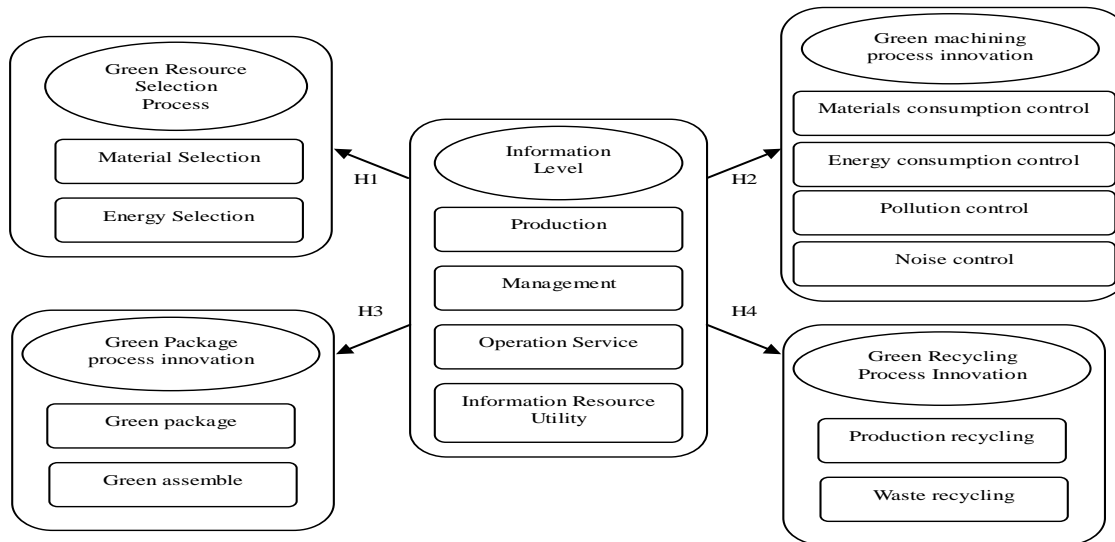 Green Resource
Selection
Process
Material Selection
Energy Selection
H1
Green Package
process innovation
Green package
Green assemble
H3
Information
Level
Production
Management
Operation Service
Information Resource
Utility
H2
Green machining
process innovation
Materials consumption control
Energy consumption control
Pollution control
Noise control
H4
Green Recycling
Process Innovation
Production recycling
Waste recycling